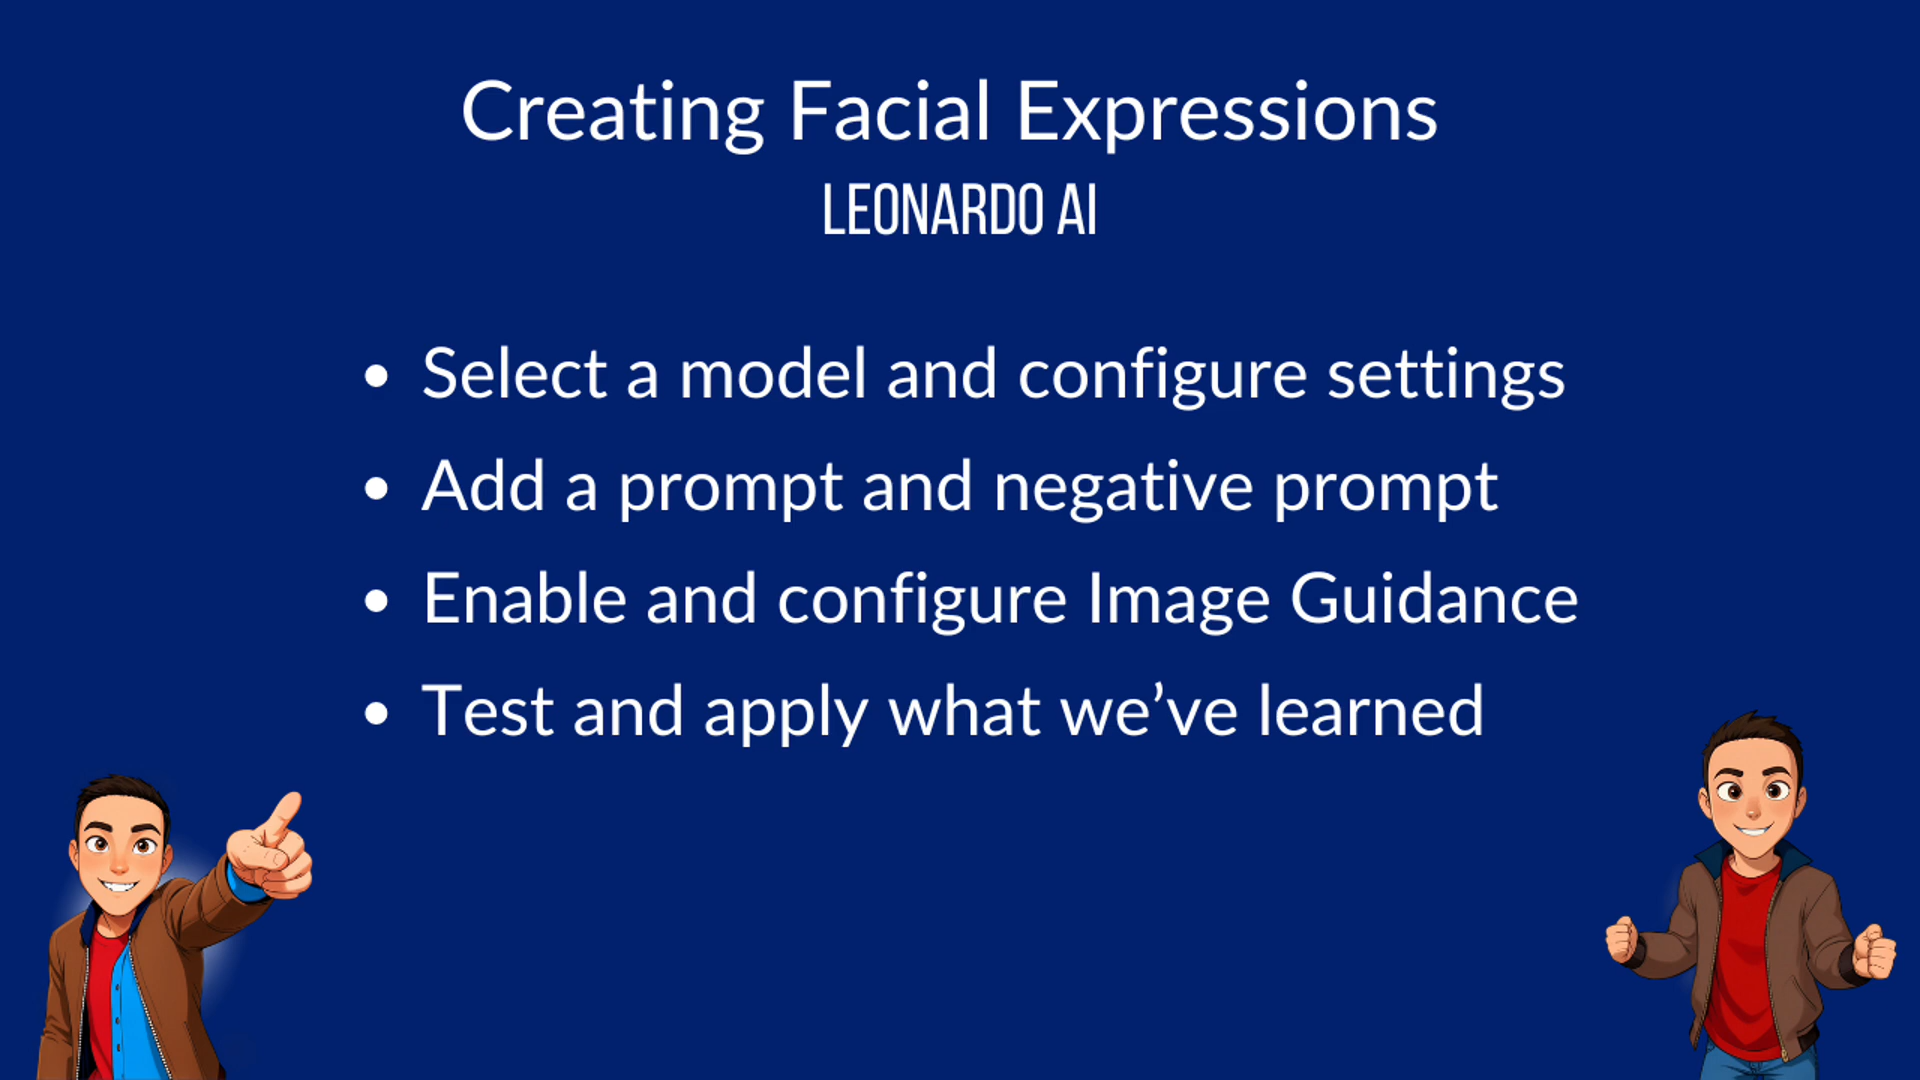 Creating Facial Expressions
LEONARDO AI
• Select a model and configure settings
• Add a prompt and negative prompt
• Enable and configure Image Guidance
• Test and apply what we’ve learned